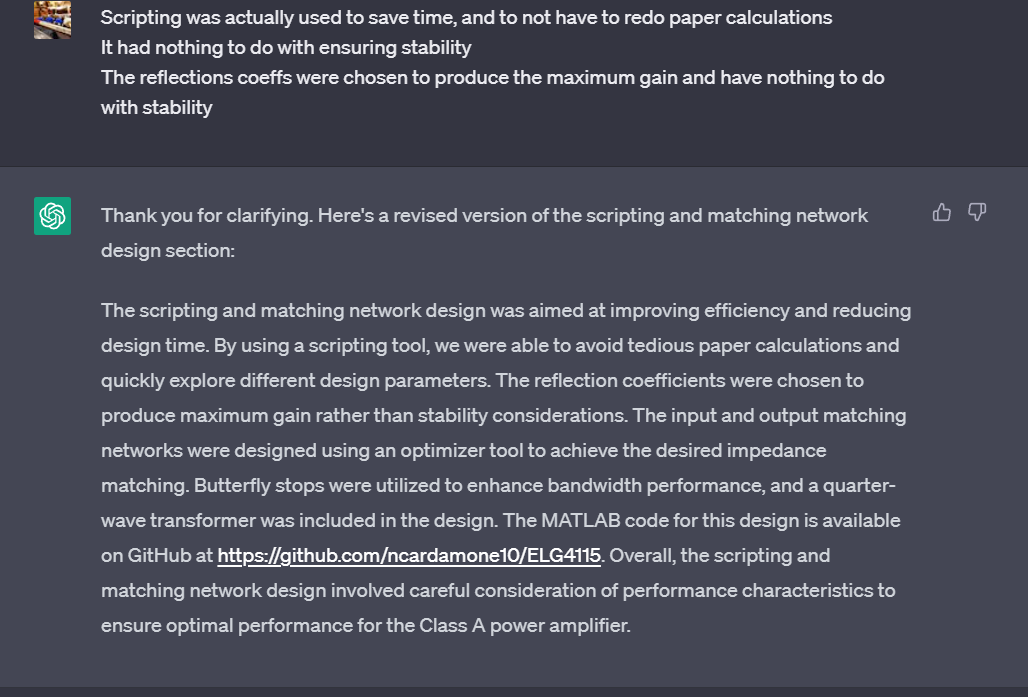 Scripting was actually used to save time, and to not have to redo paper calculations
It had nothing to do with ensuring stability
The reflections coeffs were chosen to produce the maximum gain and have nothing to do
with stability
Thank you for clarifying. Here's a revised version of the scripting and matching network
design section:
The scripting and matching network design was aimed at improving efficiency and reducing
design time. By using a scripting tool, we were able to avoid tedious paper calculations and
quickly explore different design parameters. The reflection coefficients were chosen to
produce maximum gain rather than stability considerations. The input and output matching
networks were designed using an optimizer tool to achieve the desired impedance
matching. Butterfly stops were utilized to enhance bandwidth performance, and a quarter-
wave transformer was included in the design. The MATLAB code for this design is available
on GitHub at https://github.com/ncardamone10/ELG4115. Overall, the scripting and
matching network design involved careful consideration of performance characteristics to
ensure optimal performance for the Class A power amplifier.